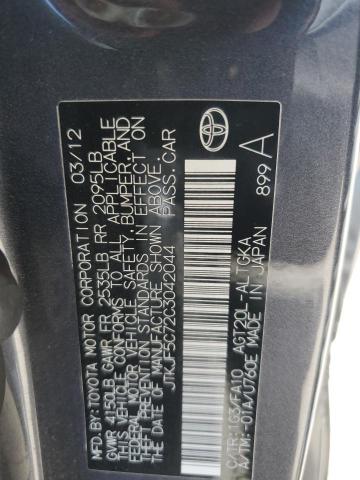 MFD.BY:TOYOTA MOTOR CORPORATION 03/12
GVWR 4150LB GAWR FR 2535LB RR 2095LB
THIS VEHICLE CONFORMS TO ALL APPLICABLE
FEDERAL MOTOR VEHICLE SAFETY,BUMPER,AND
THEFT PREVENTION STANDARDS IN EFFECT ON
THE DATE OF MANUFACTURE SHOWN ABOVE.
JTKJF5C72C3042044 PASS.CAR
TOYOTA
C/TR:1G3/FA10 AGT20L-ALTGKA
A/TM:-01A/U760E MADE IN JAPAN
899 A